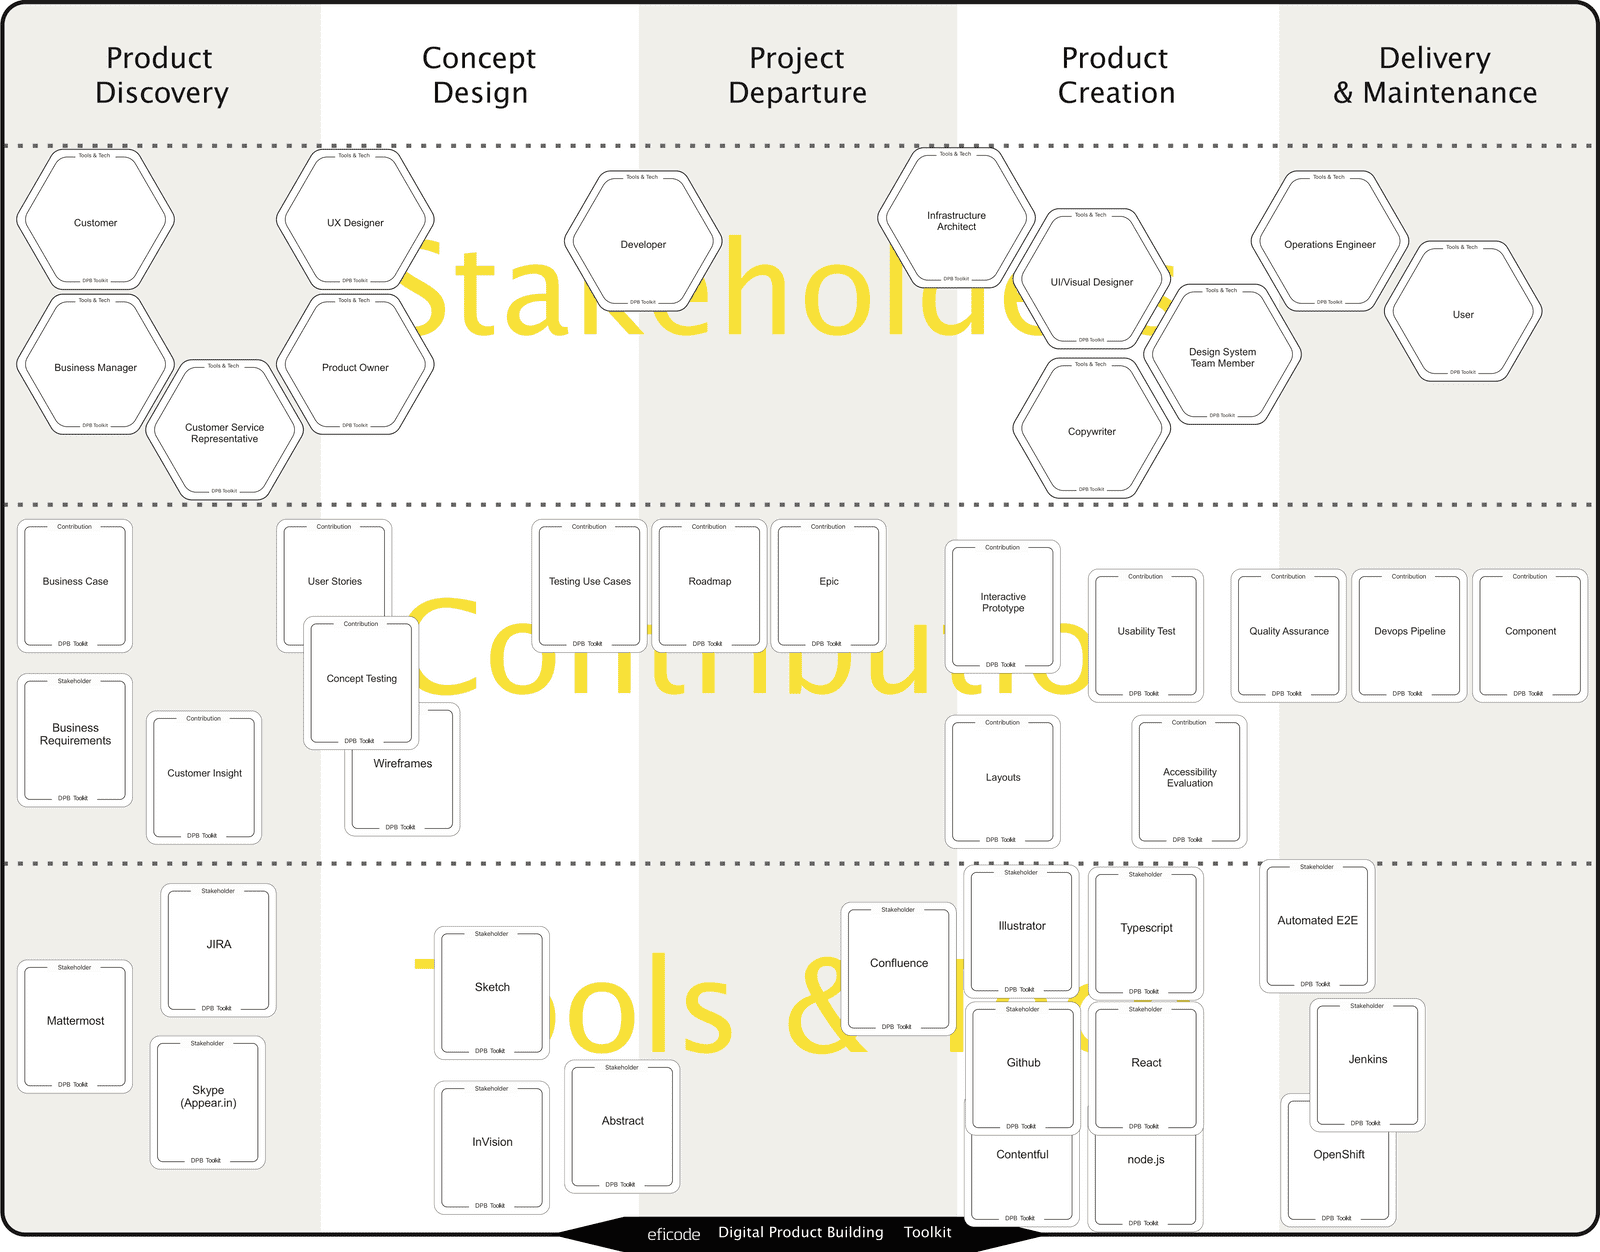 Product
Discovery
Concept
Design
Project
Departure
Product
Creation
Delivery
& Maintenance
Stakeholders
Tools & Tech
Customer
DPB Toolkit
Tools & Tech
UX Designer
DPB Toolkit
Tools & Tech
Developer
DPB Toolkit
Tools & Tech
Infrastructure
Architect
DPB Toolkit
Tools & Tech
UI/Visual Designer
DPB Toolkit
Tools & Tech
Operations Engineer
DPB Toolkit
Tools & Tech
User
DPB Toolkit
Tools & Tech
Business Manager
DPB Toolkit
Tools & Tech
Customer Service
Representative
DPB Toolkit
Tools & Tech
Product Owner
DPB Toolkit
Tools & Tech
Design System
Team Member
DPB Toolkit
Tools & Tech
Copywriter
DPB Toolkit
Contributio
Contribution
Business Case
DPB Toolkit
Contribution
User Stories
Contribution
Concept Testing
DPB Toolkit
Wireframes
DPB Toolkit
Contribution
Testing Use Cases
DPB Toolkit
Contribution
Roadmap
DPB Toolkit
Contribution
Epic
DPB Toolkit
Contribution
Interactive
Prototype
DPB Toolkit
Contribution
Usability Test
DPB Toolkit
Contribution
Quality Assurance
DPB Toolkit
Contribution
Devops Pipeline
DPB Toolkit
Contribution
Component
DPB Toolkit
Stakeholder
Business
Requirements
DPB Toolkit
Contribution
Customer Insight
DPB Toolkit
Contribution
Layouts
DPB Toolkit
Contribution
Accessibility
Evaluation
DPB Toolkit
Tools &
Stakeholder
JIRA
DPB Toolkit
Stakeholder
Mattermost
DPB Toolkit
Stakeholder
Skype
(Appear.in)
DPB Toolkit
Stakeholder
Sketch
DPB Toolkit
Stakeholder
InVision
DPB Toolkit
Stakeholder
Abstract
DPB Toolkit
Stakeholder
Confluence
DPB Toolkit
Stakeholder
Illustrator
DPB Toolkit
Stakeholder
Typescript
DPB Toolkit
Stakeholder
Github
DPB Toolkit
Stakeholder
React
DPB Toolkit
Contentful
DPB Toolkit
node.js
DPB Toolkit
Stakeholder
Automated E2E
DPB Toolkit
Stakeholder
Jenkins
DPB Toolkit
OpenShift
DPB Toolkit
eficode Digital Product Building Toolkit